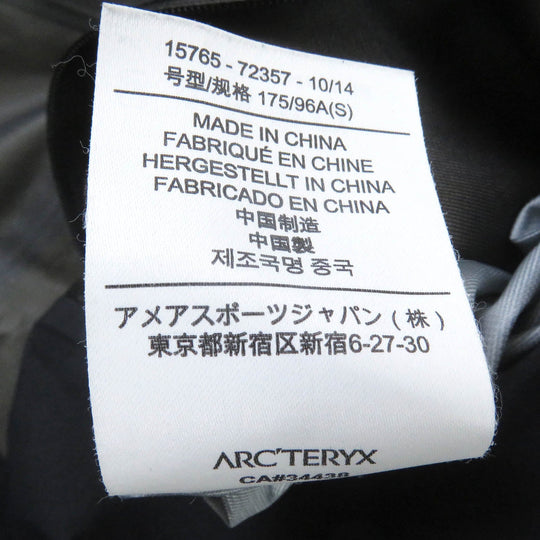 15765 - 72357 - 10/14
号型/规格 175/96A(S)
MADE IN CHINA
FABRIQUÉ EN CHINE
HERGESTELLT IN CHINA
FABRICADO EN CHINA
中国制造
中国製
제조국명 중국
アメアスポーツジャパン(株)
東京都新宿区新宿6-27-30
ARC'TERYX
CA#34438